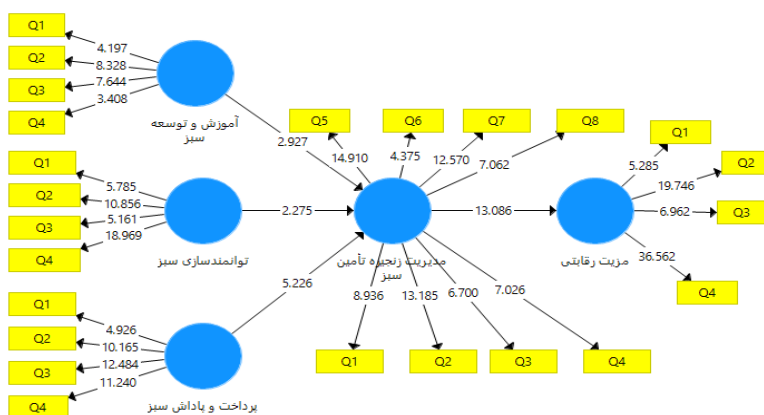 Q1
4.197
Q2
8.328
Q3
7.644
Q4
3.408
آموزش و توسعه
سبز
2.927
Q5
Q6
Q7
Q8
14.910
4.375
12.570
7.062
Q1
5.785
Q2
10.856
Q3
5.161
Q4
18.969
توانمندسازی سبز
2.275
مدیریت زنجیره تأمین
سبز
13.086
Q1
5.285
Q2
19.746
Q3
6.962
Q4
36.562
مزیت رقابتی
5.226
8.936
13.185
6.700
7.026
Q1
Q2
Q3
Q4
Q1
4.926
Q2
10.165
Q3
12.484
Q4
11.240
پرداخت و پاداش سبز